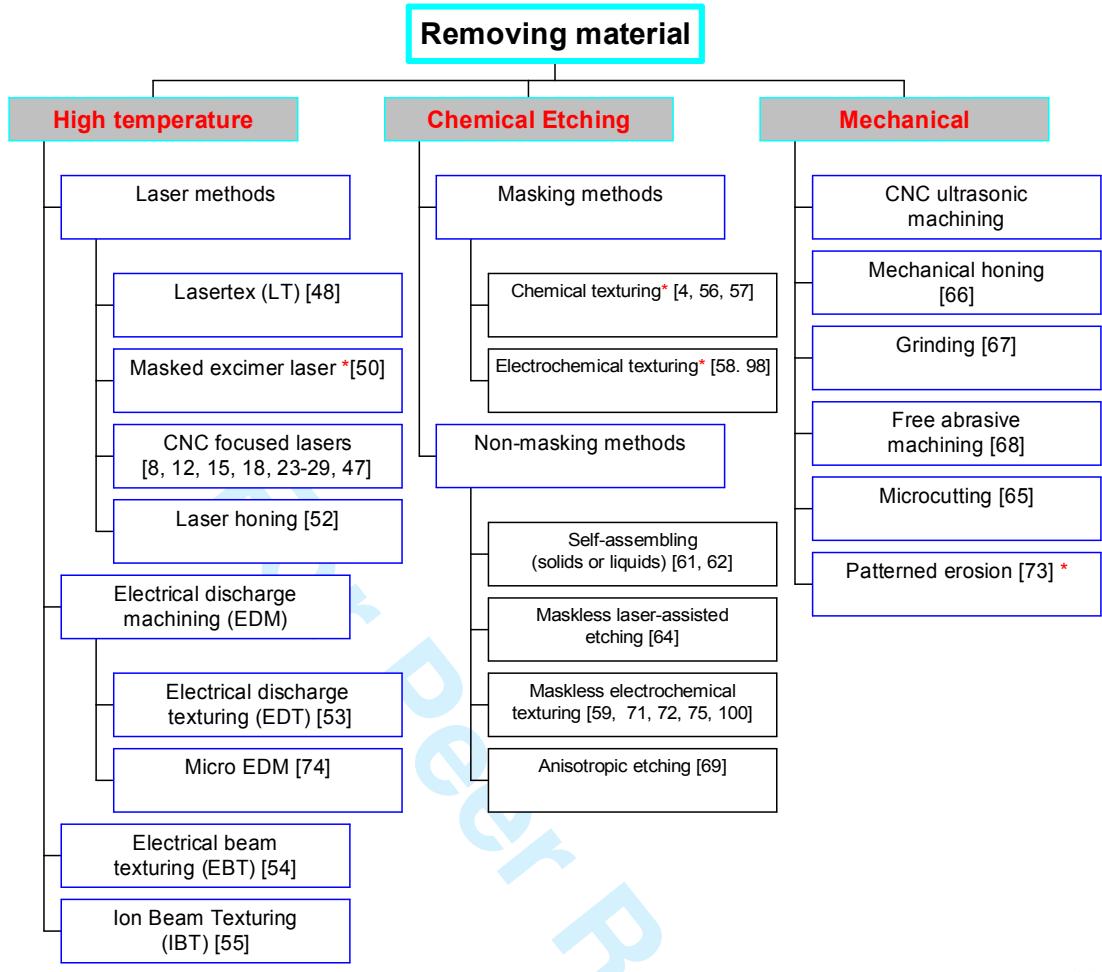 Removing material
High temperature
Laser methods
Lasertex (LT) [48]
Masked excimer laser *[50]
CNC focused lasers
[8, 12, 15, 18, 23-29, 47]
Laser honing [52]
Electrical discharge
machining (EDM)
Electrical discharge
texturing (EDT) [53]
Micro EDM [74]
Electrical beam
texturing (EBT) [54]
Ion Beam Texturing
(IBT) [55]
Chemical Etching
Masking methods
Chemical texturing* [4, 56, 57]
Electrochemical texturing* [58. 98]
Non-masking methods
Self-assembling
(solids or liquids) [61, 62]
Maskless laser-assisted
etching [64]
Maskless electrochemical
texturing [59, 71, 72, 75, 100]
Anisotropic etching [69]
Mechanical
CNC ultrasonic
machining
Mechanical honing
[66]
Grinding [67]
Free abrasive
machining [68]
Microcutting [65]
Patterned erosion [73] *